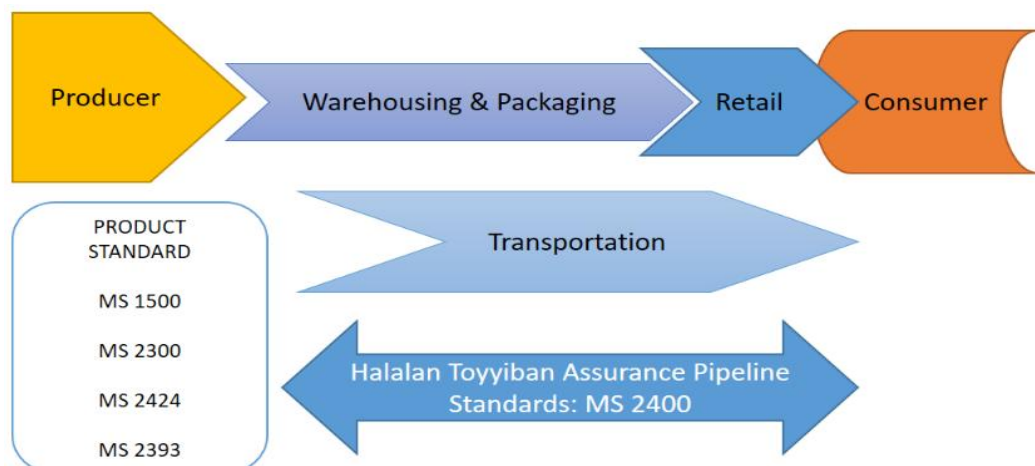 Producer
Warehousing & Packaging
Retail
Consumer
PRODUCT
STANDARD
MS 1500
MS 2300
MS 2424
MS 2393
Transportation
Halalan Toyyiban Assurance Pipeline
Standards: MS 2400